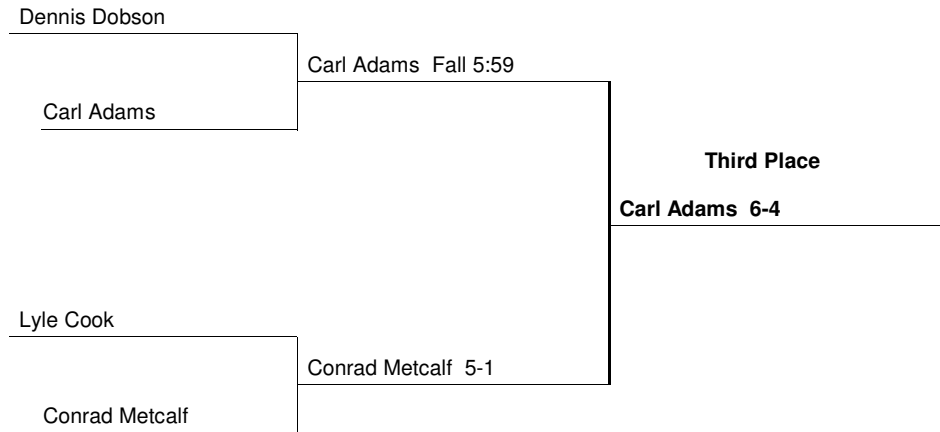 Dennis Dobson
Carl Adams  Fall 5:59
Carl Adams
Third Place
Carl Adams  6-4
Lyle Cook
Conrad Metcalf  5-1
Conrad Metcalf